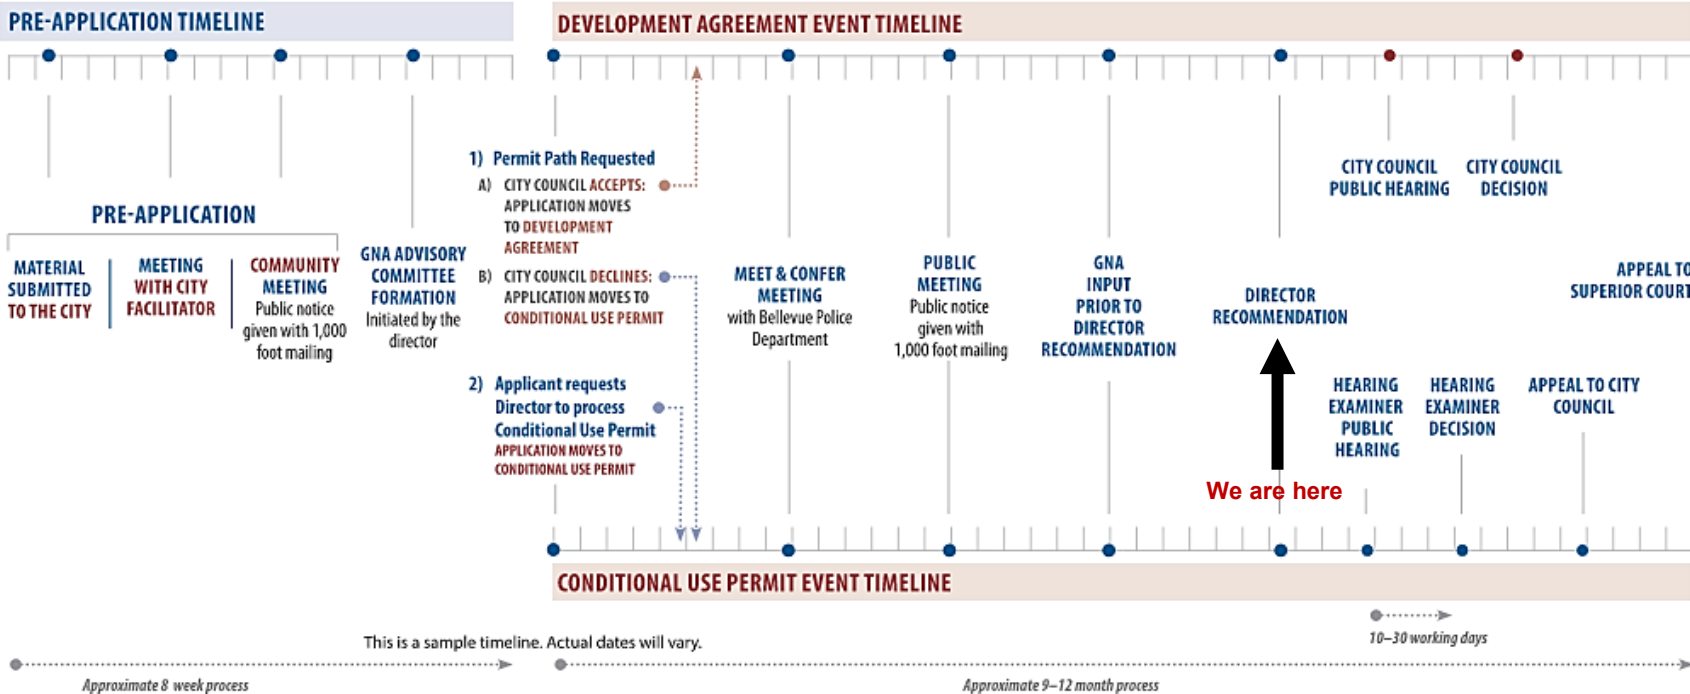 PRE-APPLICATION TIMELINE
DEVELOPMENT AGREEMENT EVENT TIMELINE
PRE-APPLICATION
MATERIAL
SUBMITTED
TO THE CITY
MEETING
WITH CITY
FACILITATOR
COMMUNITY
MEETING
Public notice
given with 1,000
foot mailing
GNA ADVISORY
COMMITTEE
FORMATION
Initiated by the
director
1) Permit Path Requested
A) CITY COUNCIL ACCEPTS:
APPLICATION MOVES
TO DEVELOPMENT
AGREEMENT
B) CITY COUNCIL DECLINES:
APPLICATION MOVES TO
CONDITIONAL USE PERMIT
2) Applicant requests
Director to process
Conditional Use Permit
APPLICATION MOVES TO
CONDITIONAL USE PERMIT
MEET & CONFER
MEETING
with Bellevue Police
Department
PUBLIC
MEETING
Public notice
given with
1,000 foot mailing
GNA
INPUT
PRIOR TO
DIRECTOR
RECOMMENDATION
DIRECTOR
RECOMMENDATION
We are here
CITY COUNCIL
PUBLIC HEARING
CITY COUNCIL
DECISION
APPEAL TO
SUPERIOR COURT
HEARING
EXAMINER
PUBLIC
HEARING
HEARING
EXAMINER
DECISION
APPEAL TO CITY
COUNCIL
CONDITIONAL USE PERMIT EVENT TIMELINE
10–30 working days
This is a sample timeline. Actual dates will vary.
Approximate 8 week process
Approximate 9–12 month process